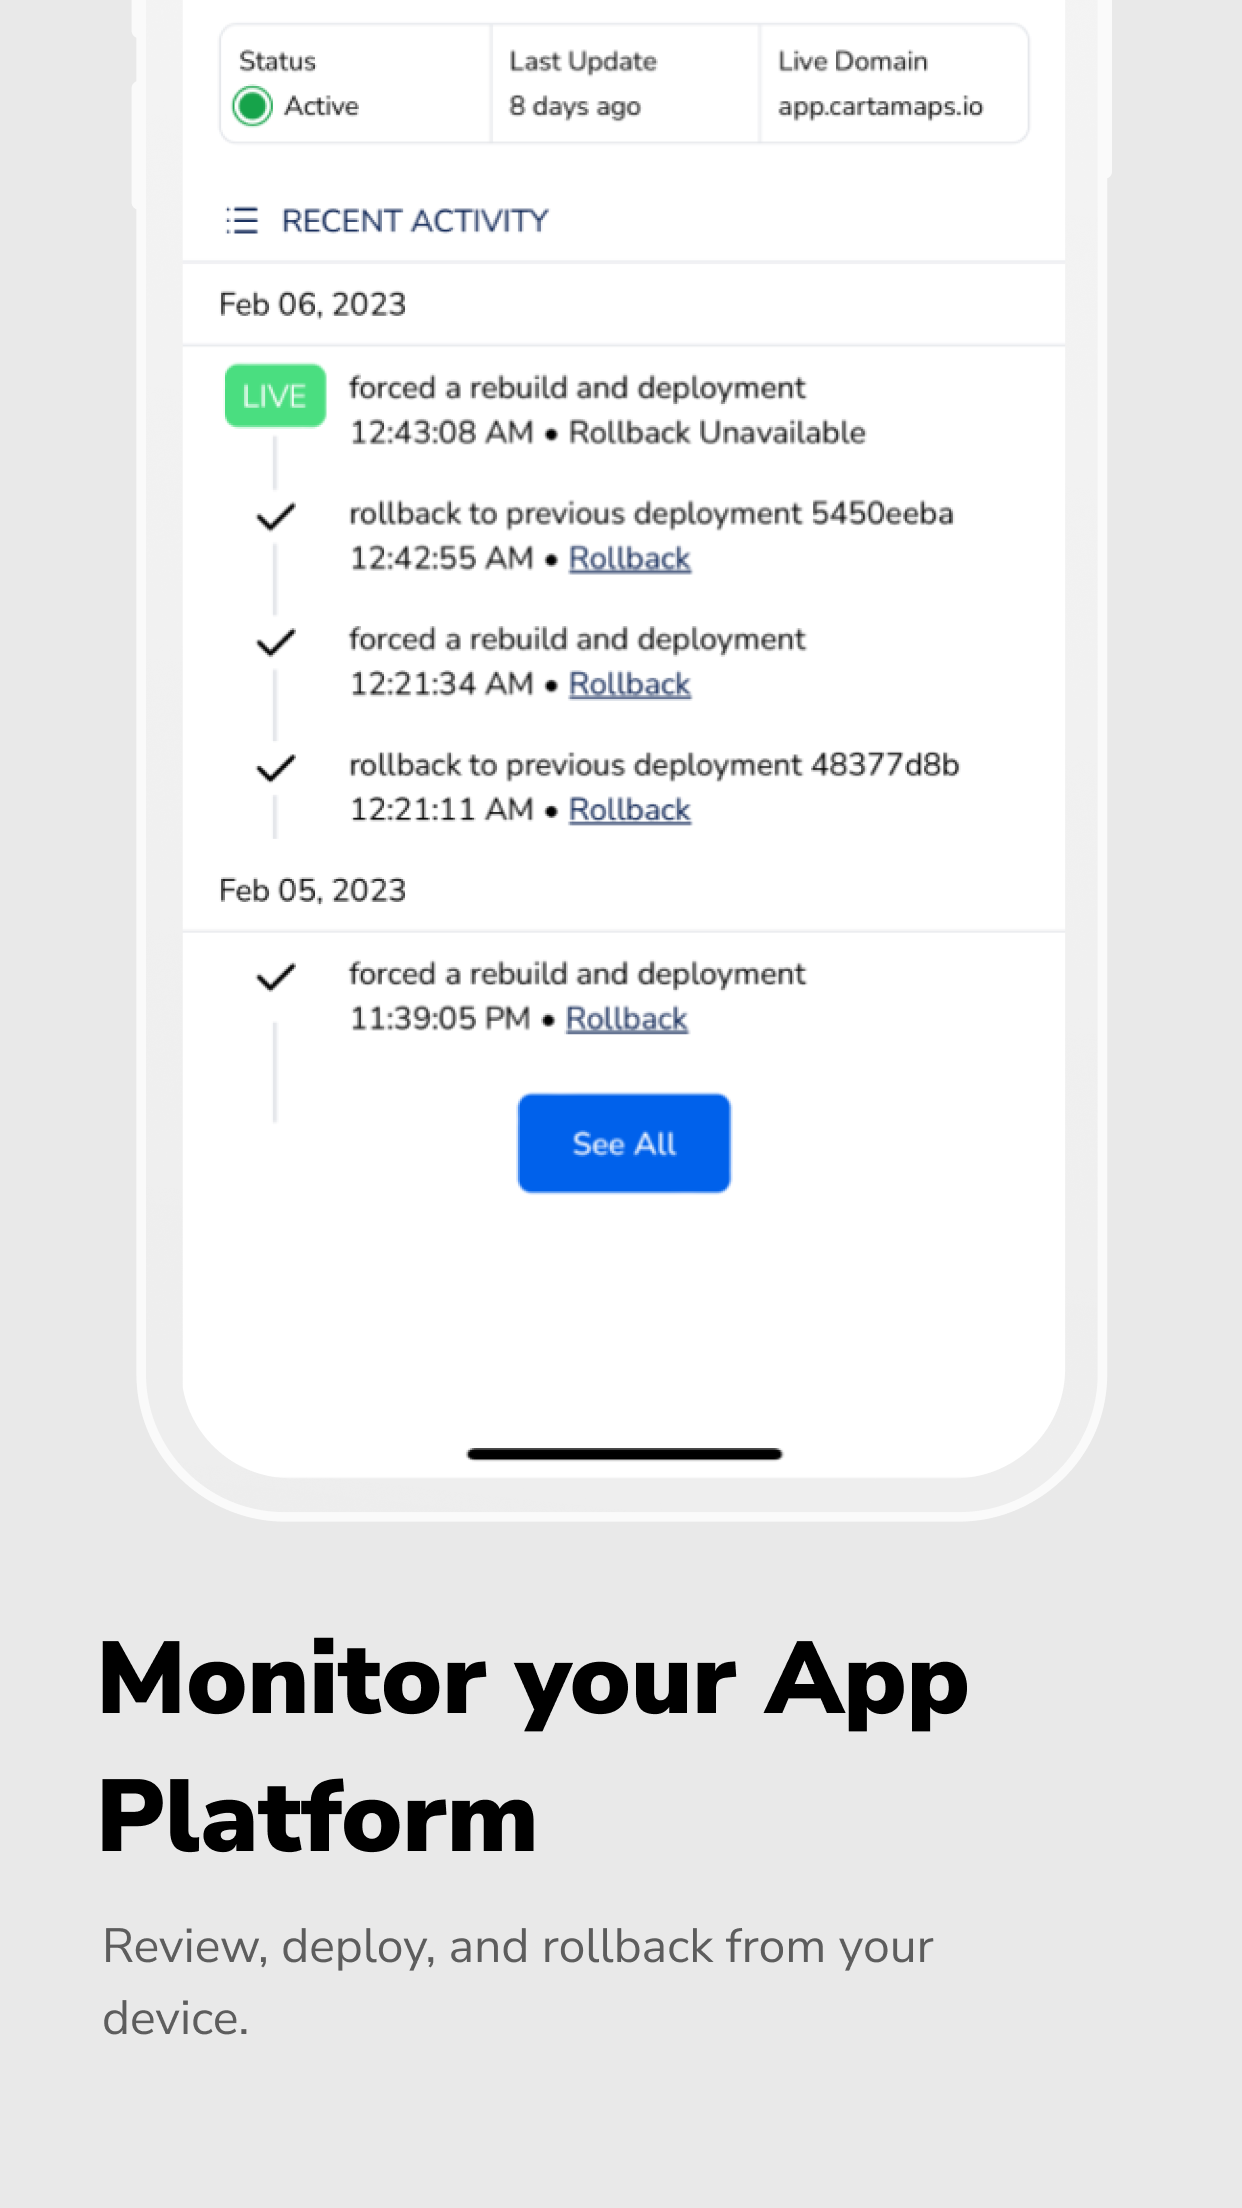 Status
Last Update
Live Domain
Active
8 days ago
app.cartamaps.io
RECENT ACTIVITY
Feb 06, 2023
LIVE
forced a rebuild and deployment
12:43:08 AM • Rollback Unavailable
rollback to previous deployment 5450eeba
12:42:55 AM • Rollback
forced a rebuild and deployment
12:21:34 AM • Rollback
rollback to previous deployment 48377d8b
12:21:11 AM • Rollback
Feb 05, 2023
forced a rebuild and deployment
11:39:05 PM • Rollback
See All
Monitor your App
Platform
Review, deploy, and rollback from your
device.